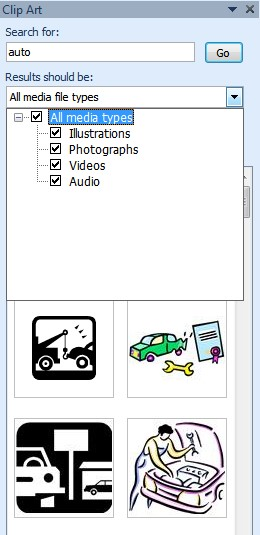 Clip Art
Search for:
auto
Go
Results should be:
All media file types
All media types
Illustrations
Photographs
Videos
Audio